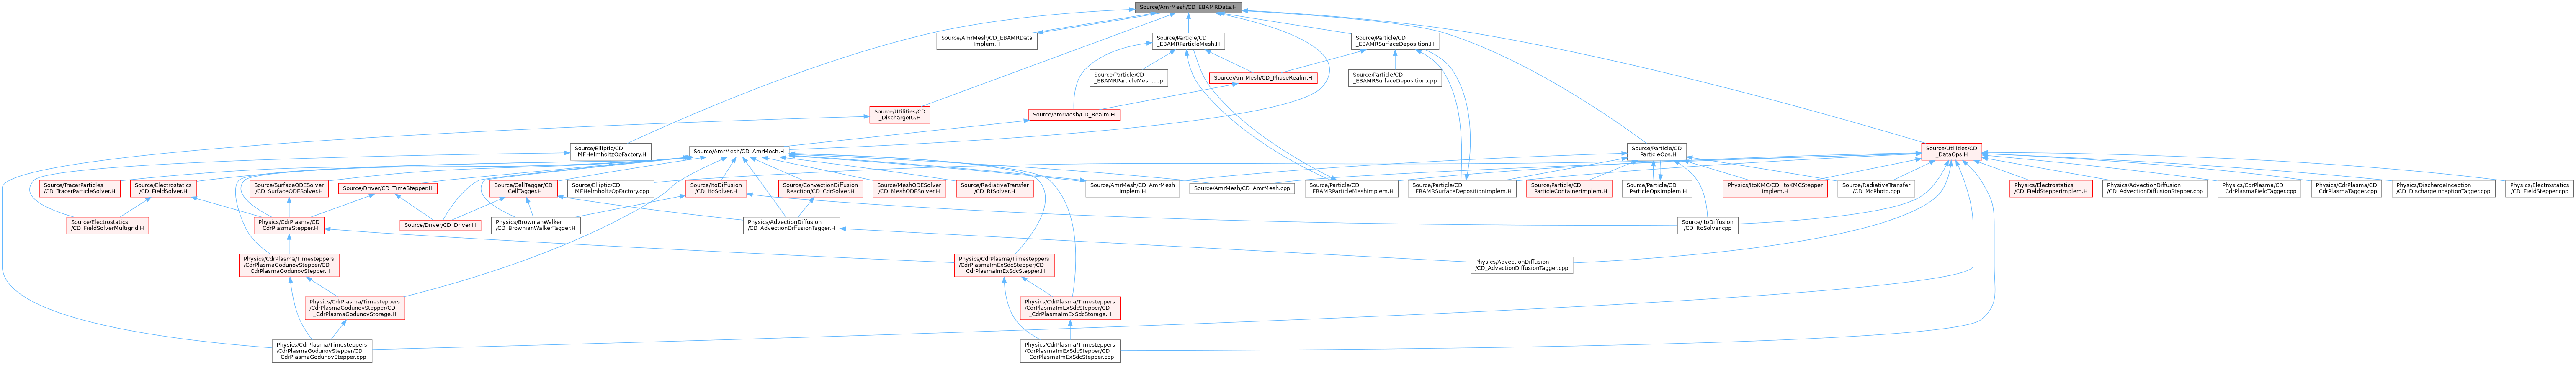 Source/AmrMesh/CD_EBAMRData.H
Source/AmrMesh/CD_EBAMRData
Implem.H
Source/Particle/CD
_EBAMRParticleMesh.H
Source/Particle/CD
_EBAMRSurfaceDeposition.H
Source/Particle/CD
_EBAMRParticleMesh.cpp
Source/AmrMesh/CD_PhaseRealm.H
Source/Particle/CD
_EBAMRSurfaceDeposition.cpp
Source/Utilities/CD
_DischargeIO.H
Source/AmrMesh/CD_Realm.H
Source/Elliptic/CD
_MFHelmholtzOpFactory.H
Source/AmrMesh/CD_AmrMesh.H
Source/Particle/CD
_ParticleOps.H
Source/Utilities/CD
_DataOps.H
Source/TracerParticles
/CD_TracerParticleSolver.H
Source/Electrostatics
/CD_FieldSolver.H
Source/SurfaceODESolver
/CD_SurfaceODESolver.H
Source/Driver/CD_TimeStepper.H
Source/CellTagger/CD
_CellTagger.H
Source/Elliptic/CD
_MFHelmholtzOpFactory.cpp
Source/ItoDiffusion
/CD_ItoSolver.H
Source/ConvectionDiffusion
Reaction/CD_CdrSolver.H
Source/MeshODESolver
/CD_MeshODESolver.H
Source/RadiativeTransfer
/CD_RtSolver.H
Source/AmrMesh/CD_AmrMesh
Implem.H
Source/AmrMesh/CD_AmrMesh.cpp
Source/Particle/CD
_EBAMRParticleMeshImplem.H
Source/Particle/CD
_EBAMRSurfaceDepositionImplem.H
Source/Particle/CD
_ParticleContainerImplem.H
Source/Particle/CD
_ParticleOpsImplem.H
Physics/ItoKMC/CD_ItoKMCStepper
Implem.H
Source/RadiativeTransfer
/CD_McPhoto.cpp
Physics/Electrostatics
/CD_FieldStepperImplem.H
Physics/AdvectionDiffusion
/CD_AdvectionDiffusionStepper.cpp
Physics/CdrPlasma/CD
_CdrPlasmaFieldTagger.cpp
Physics/CdrPlasma/CD
_CdrPlasmaTagger.cpp
Physics/DischargeInception
/CD_DischargeInceptionTagger.cpp
Physics/Electrostatics
/CD_FieldStepper.cpp
Source/Electrostatics
/CD_FieldSolverMultigrid.H
Physics/CdrPlasma/CD
_CdrPlasmaStepper.H
Source/Driver/CD_Driver.H
Physics/BrownianWalker
/CD_BrownianWalkerTagger.H
Physics/AdvectionDiffusion
/CD_AdvectionDiffusionTagger.H
Source/ItoDiffusion
/CD_ItoSolver.cpp
Physics/CdrPlasma/Timesteppers
/CdrPlasmaGodunovStepper/CD
_CdrPlasmaGodunovStepper.H
Physics/CdrPlasma/Timesteppers
/CdrPlasmaImExSdcStepper/CD
_CdrPlasmaImExSdcStepper.H
Physics/AdvectionDiffusion
/CD_AdvectionDiffusionTagger.cpp
Physics/CdrPlasma/Timesteppers
/CdrPlasmaGodunovStepper/CD
_CdrPlasmaGodunovStorage.H
Physics/CdrPlasma/Timesteppers
/CdrPlasmaImExSdcStepper/CD
_CdrPlasmaImExSdcStorage.H
Physics/CdrPlasma/Timesteppers
/CdrPlasmaGodunovStepper/CD
_CdrPlasmaGodunovStepper.cpp
Physics/CdrPlasma/Timesteppers
/CdrPlasmaImExSdcStepper/CD
_CdrPlasmaImExSdcStepper.cpp